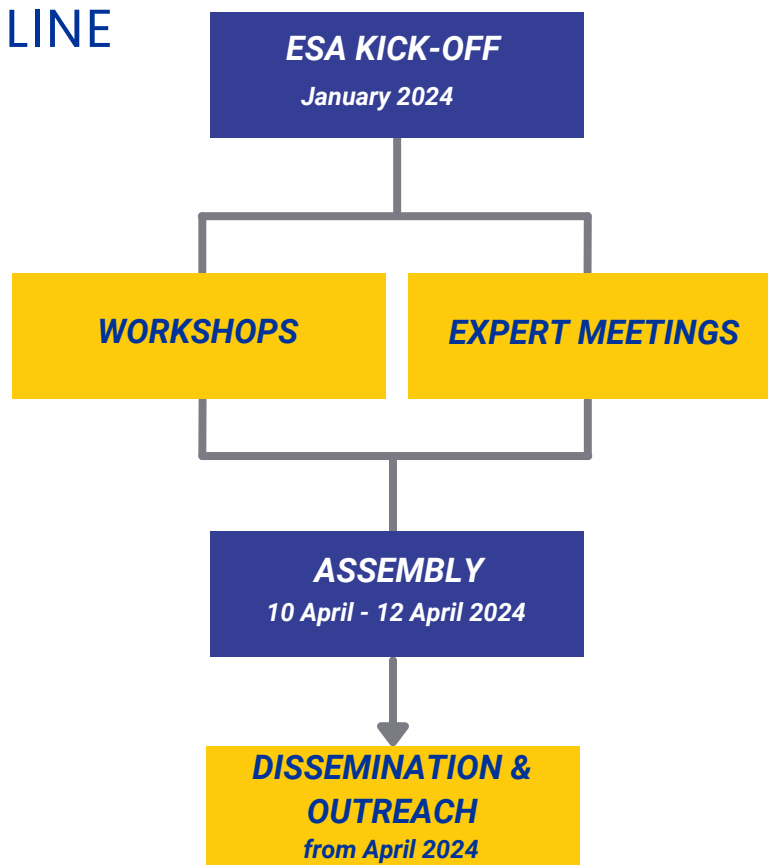 LINE
ESA KICK-OFF
January 2024
WORKSHOPS
EXPERT MEETINGS
ASSEMBLY
10 April - 12 April 2024
DISSEMINATION &
OUTREACH
from April 2024